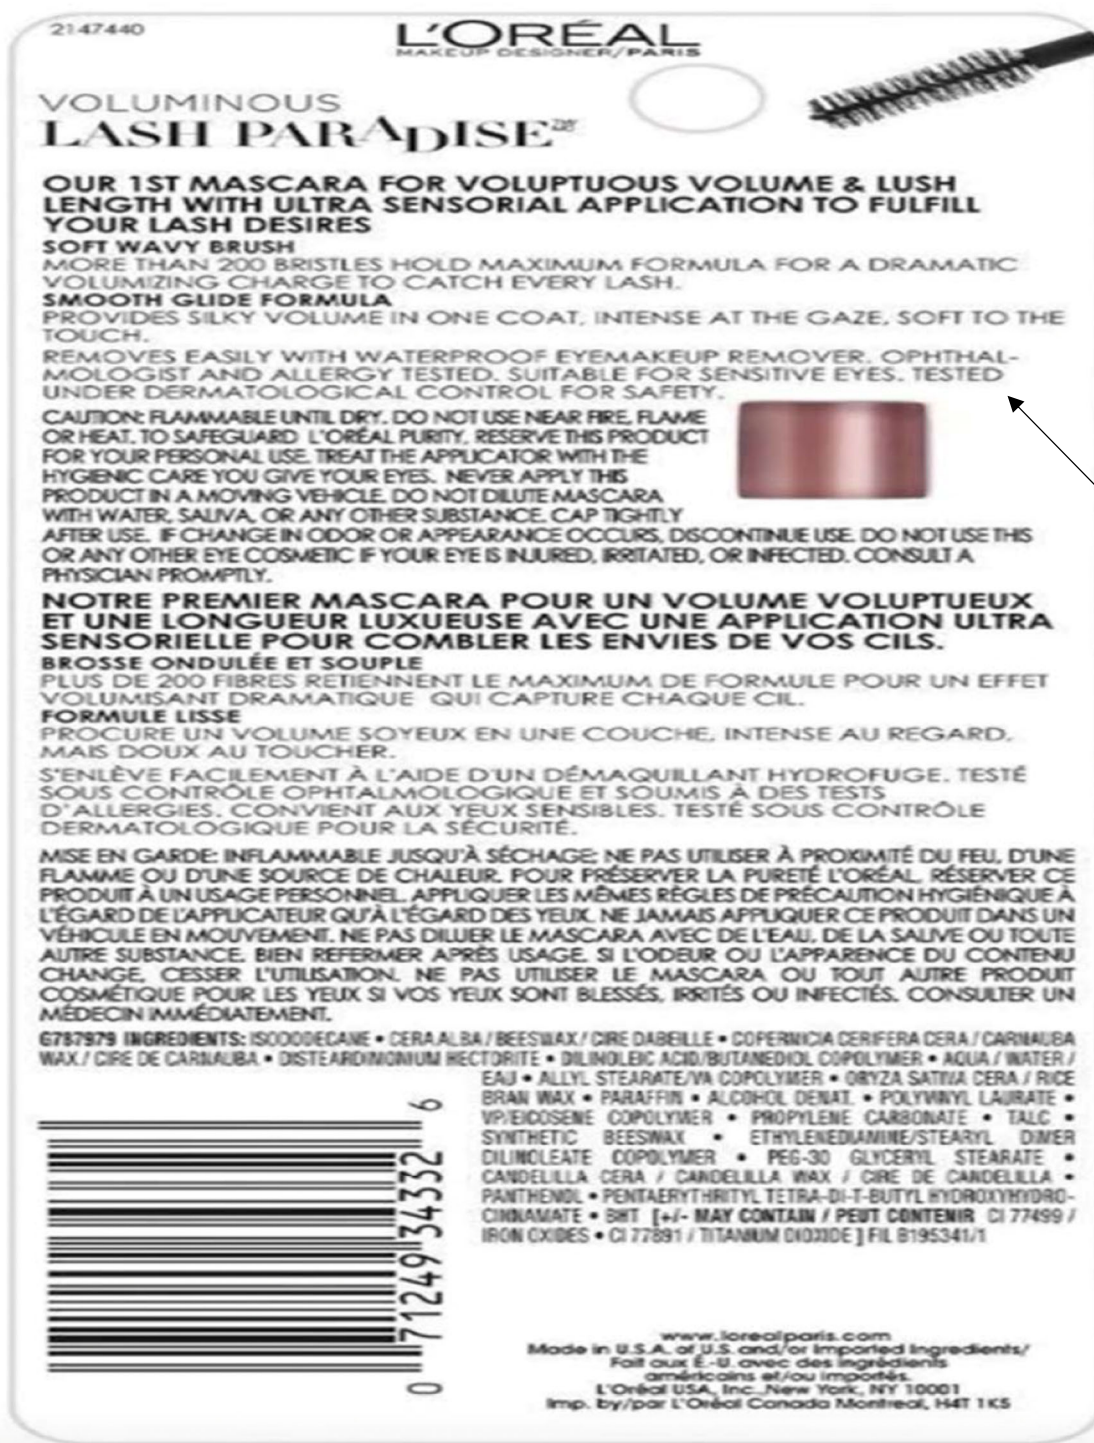 2147440
L'ORÉAL
MAKEUP DESIGNER/PARIS
VOLUMINOUS
LASH PARADISE™
MC
OUR 1ST MASCARA FOR VOLUPTUOUS VOLUME & LUSH
LENGTH WITH ULTRA SENSORIAL APPLICATION TO FULFILL
YOUR LASH DESIRES
SOFT WAVY BRUSH
MORE THAN 200 BRISTLES HOLD MAXIMUM FORMULA FOR A DRAMATIC
VOLUMIZING CHARGE TO CATCH EVERY LASH.
SMOOTH GLIDE FORMULA
PROVIDES SILKY VOLUME IN ONE COAT, INTENSE AT THE GAZE, SOFT TO THE
TOUCH.
REMOVES EASILY WITH WATERPROOF EYEMAKEUP REMOVER. OPHTHAL-
MOLOGIST AND ALLERGY TESTED. SUITABLE FOR SENSITIVE EYES. TESTED
UNDER DERMATOLOGICAL CONTROL FOR SAFETY.
CAUTION: FLAMMABLE UNTIL DRY. DO NOT USE NEAR FIRE, FLAME
OR HEAT. TO SAFEGUARD L'ORÉAL PURITY, RESERVE THIS PRODUCT
FOR YOUR PERSONAL USE. TREAT THE APPLICATOR WITH THE
HYGIENIC CARE YOU GIVE YOUR EYES. NEVER APPLY THIS
PRODUCT IN A MOVING VEHICLE. DO NOT DILUTE MASCARA
WITH WATER, SALIVA, OR ANY OTHER SUBSTANCE. CAP TIGHTLY
AFTER USE. IF CHANGE IN ODOR OR APPEARANCE OCCURS, DISCONTINUE USE. DO NOT USE THIS
OR ANY OTHER EYE COSMETIC IF YOUR EYE IS INJURED, IRRITATED, OR INFECTED. CONSULT A
PHYSICIAN PROMPTLY.
NOTRE PREMIER MASCARA POUR UN VOLUME VOLUPTUEUX
ET UNE LONGUEUR LUXUEUSE AVEC UNE APPLICATION ULTRA
SENSORIELLE POUR COMBLER LES ENVIES DE VOS CILS.
BROSSE ONDULÉE ET SOUPLE
PLUS DE 200 FIBRES RETIENNENT LE MAXIMUM DE FORMULE POUR UN EFFET
VOLUMISANT DRAMATIQUE QUI CAPTURE CHAQUE CIL.
FORMULE LISSE
PROCURE UN VOLUME SOYEUX EN UNE COUCHE, INTENSE AU REGARD,
MAIS DOUX AU TOUCHER.
S'ENLÈVE FACILEMENT À L'AIDE D'UN DÉMAQUILLANT HYDROFUGE. TESTÉ
SOUS CONTRÔLE OPHTALMOLOGIQUE ET SOUMIS À DES TESTS
D'ALLERGIES. CONVIENT AUX YEUX SENSIBLES. TESTÉ SOUS CONTRÔLE
DERMATOLOGIQUE POUR LA SÉCURITÉ.
MISE EN GARDE: INFLAMMABLE JUSQU'À SÉCHAGE; NE PAS UTILISER À PROXIMITÉ DU FEU, D'UNE
FLAMME OU D'UNE SOURCE DE CHALEUR. POUR PRÉSERVER LA PURETÉ L'ORÉAL, RÉSERVER CE
PRODUIT À UN USAGE PERSONNEL. APPLIQUER LES MÊMES RÈGLES DE PRÉCAUTION HYGIÉNIQUE À
L'ÉGARD DE L'APPLICATEUR QU'À L'ÉGARD DES YEUX. NE JAMAIS APPLIQUER CE PRODUIT DANS UN
VÉHICULE EN MOUVEMENT. NE PAS DILUER LE MASCARA AVEC DE L'EAU, DE LA SALIVE OU TOUTE
AUTRE SUBSTANCE. BIEN REFERMER APRÈS USAGE. SI L'ODEUR OU L'APPARENCE DU CONTENU
CHANGE, CESSER L'UTILISATION. NE PAS UTILISER LE MASCARA OU TOUT AUTRE PRODUIT
COSMÉTIQUE POUR LES YEUX SI VOS YEUX SONT BLESSÉS, IRRITÉS OU INFECTÉS. CONSULTER UN
MÉDECIN IMMÉDIATEMENT.
G787979 INGREDIENTS: ISODODECANE • CERA ALBA / BEESWAX / CIRE DABEILLE • COPERNICIA CERIFERA CERA / CARNAUBA
WAX / CIRE DE CARNAUBA • DISTEARDIMONIUM HECTORITE • DILINOLEIC ACID/BUTANEDIOL COPOLYMER • AQUA / WATER /
EAU • ALLYL STEARATE/VA COPOLYMER • ORYZA SATIVA CERA / RICE
BRAN WAX • PARAFFIN • ALCOHOL DENAT. • POLYVINYL LAURATE •
VP/EICOSENE COPOLYMER • PROPYLENE CARBONATE • TALC •
SYNTHETIC BEESWAX • ETHYLENEDIAMINE/STEARYL DIMER
DILINOLEATE COPOLYMER • PEG-30 GLYCERYL STEARATE •
CANDELILLA CERA / CANDELILLA WAX / CIRE DE CANDELILLA •
PANTHENOL • PENTAERYTHRITYL TETRA-DI-T-BUTYL HYDROXYHYDRO-
CINNAMATE • BHT [+/- MAY CONTAIN / PEUT CONTENIR CI 77499 /
IRON OXIDES • CI 77891 / TITANIUM DIOXIDE ] FIL B195341/1
0 71249 34332 6
www.lorealparis.com
Made in U.S.A. of U.S. and/or Imported Ingredients/
Fait aux É.-U. avec des ingrédients
américains et/ou importés.
L'Oréal USA, Inc., New York, NY 10001
Imp. by/par L'Oréal Canada Montreal, H4T 1K5